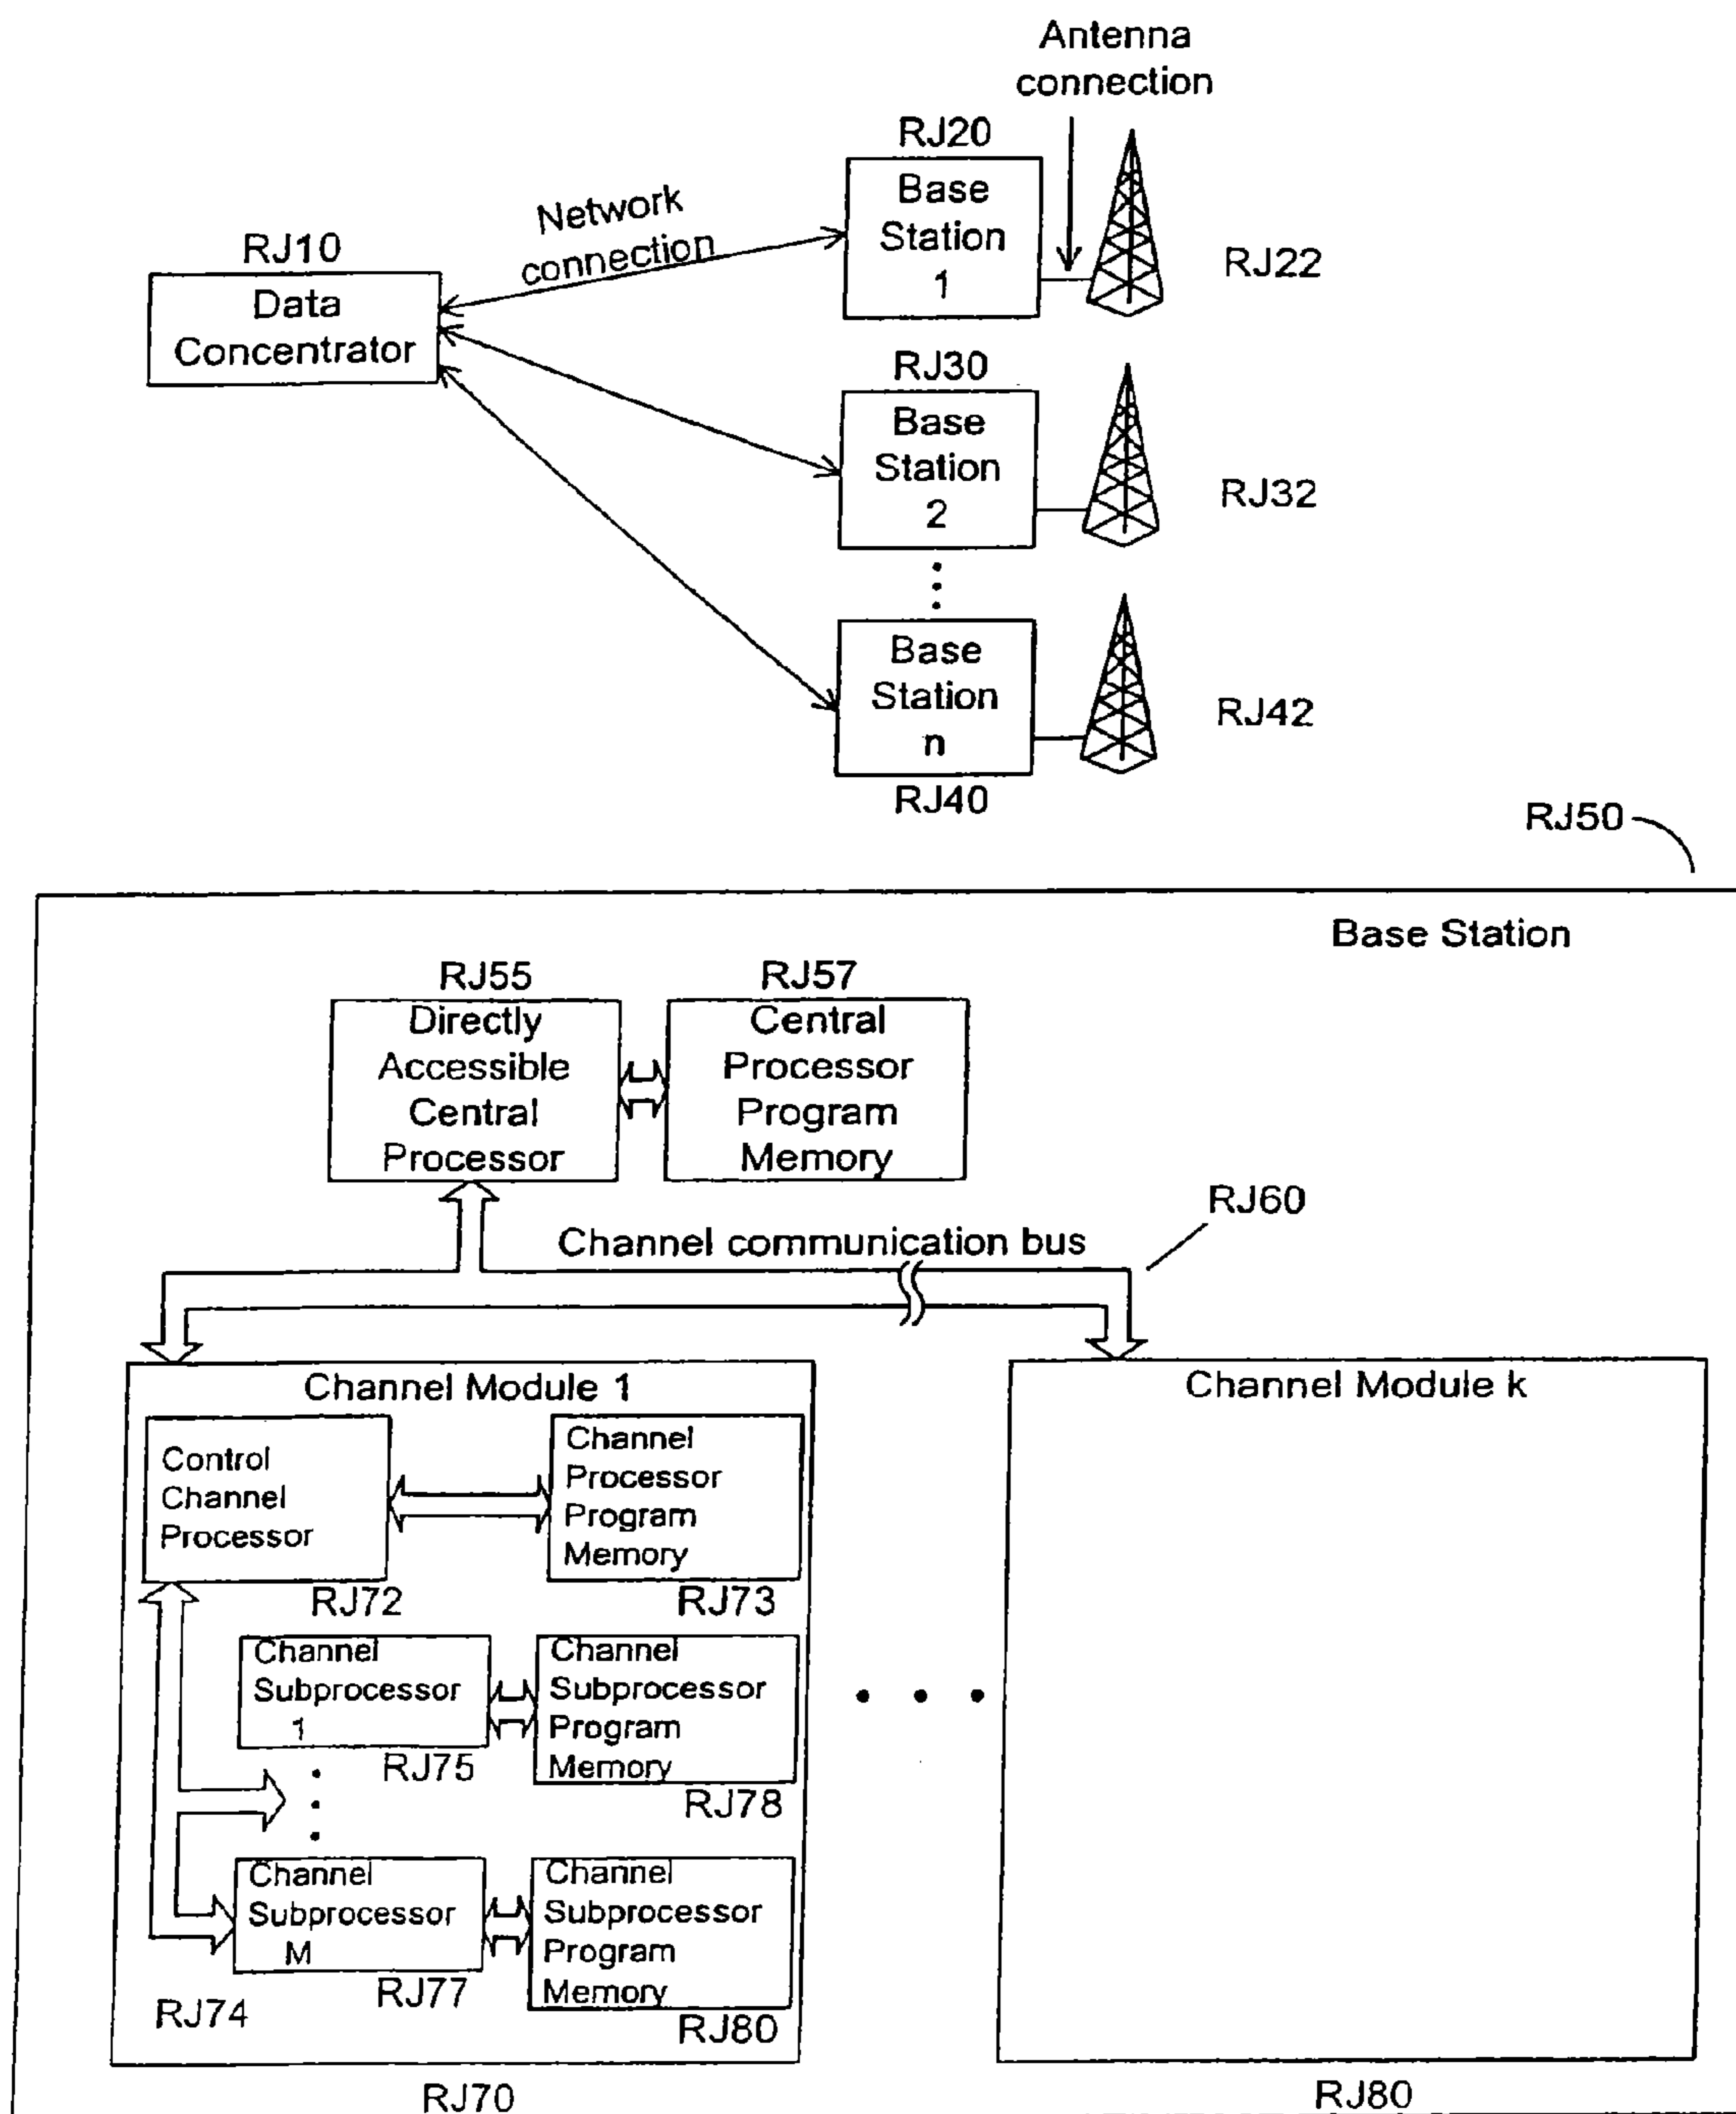 Antenna
connection
RJ20
Base
Station
1
RJ22
Network
connection
RJ10
Data
Concentrator
RJ30
Base
Station
2
RJ32
Base
Station
n
RJ42
RJ40
RJ50
Base Station
RJ55
Directly
Accessible
Central
Processor
RJ57
Central
Processor
Program
Memory
RJ60
Channel communication bus
Channel Module 1
Control
Channel
Processor
RJ72
Channel
Processor
Program
Memory
RJ73
Channel
Subprocessor
1
RJ75
Channel
Subprocessor
Program
Memory
RJ78
Channel
Subprocessor
M
RJ77
Channel
Subprocessor
Program
Memory
RJ80
RJ74
RJ70
Channel Module k
RJ80